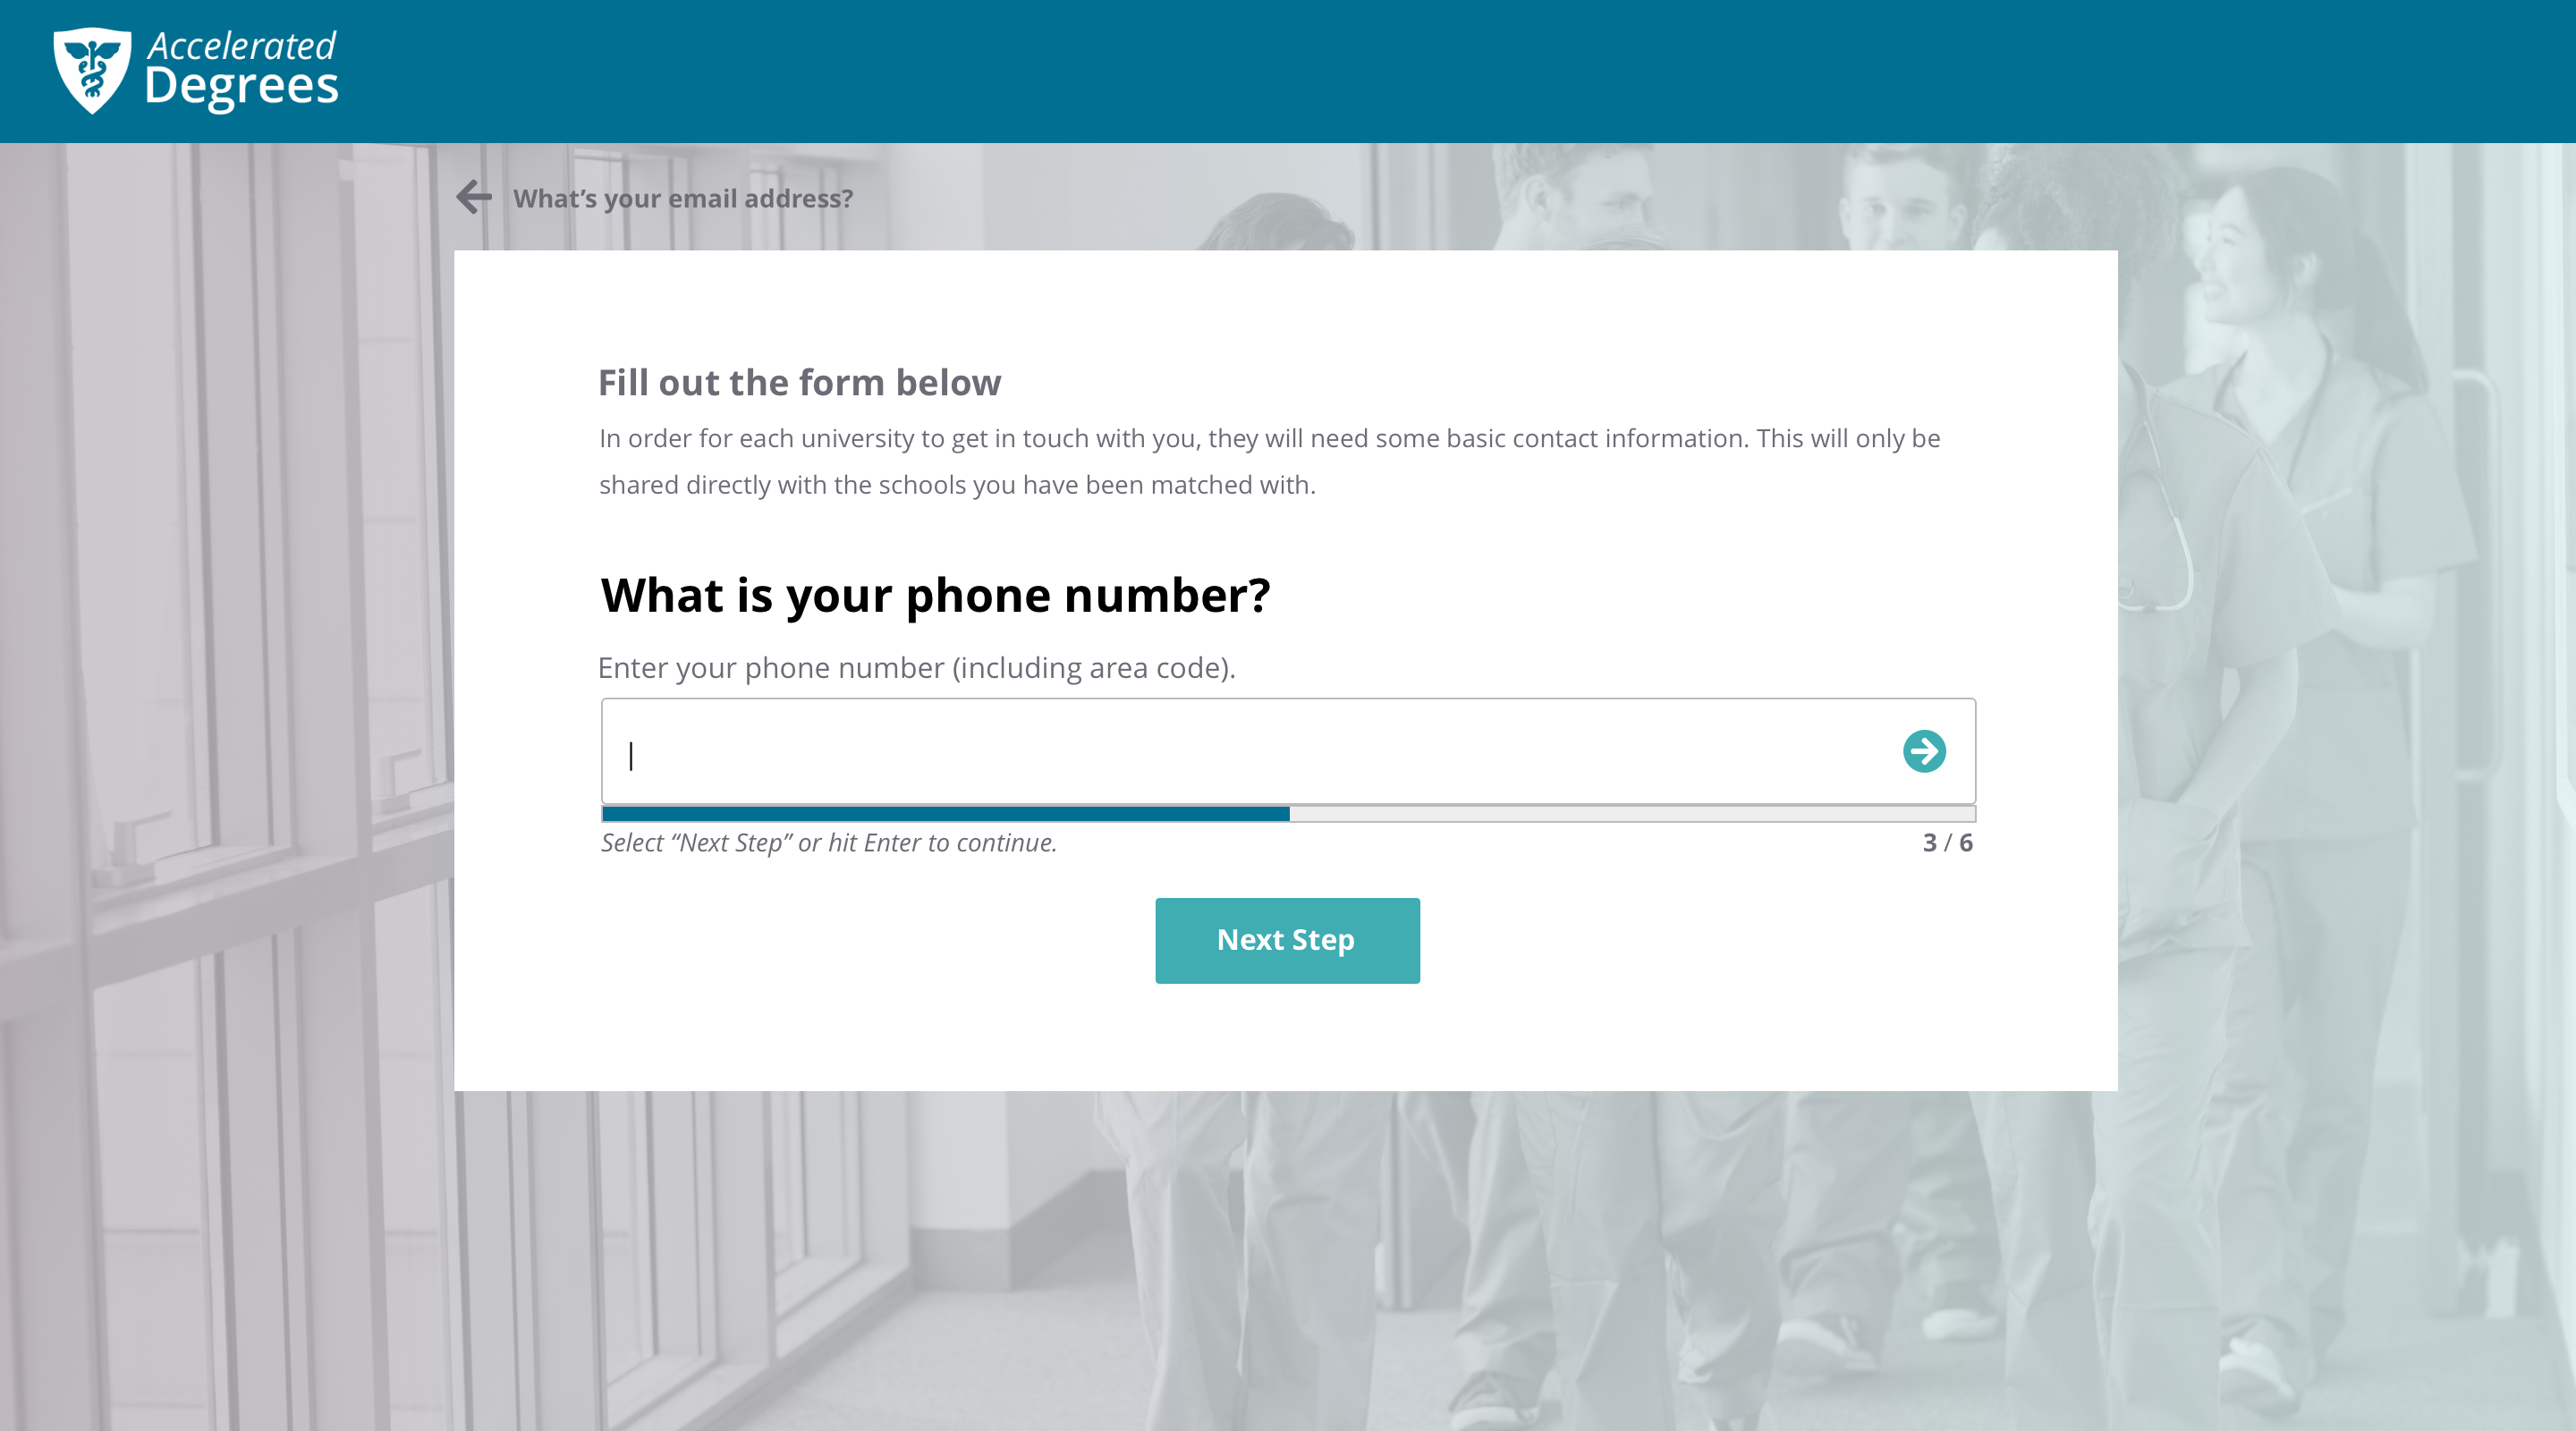 Accelerated
Degrees
What’s your email address?
Fill out the form below
In order for each university to get in touch with you, they will need some basic contact information. This will only be
shared directly with the schools you have been matched with.
What is your phone number?
Enter your phone number (including area code).
Select “Next Step” or hit Enter to continue.
3 / 6
Next Step